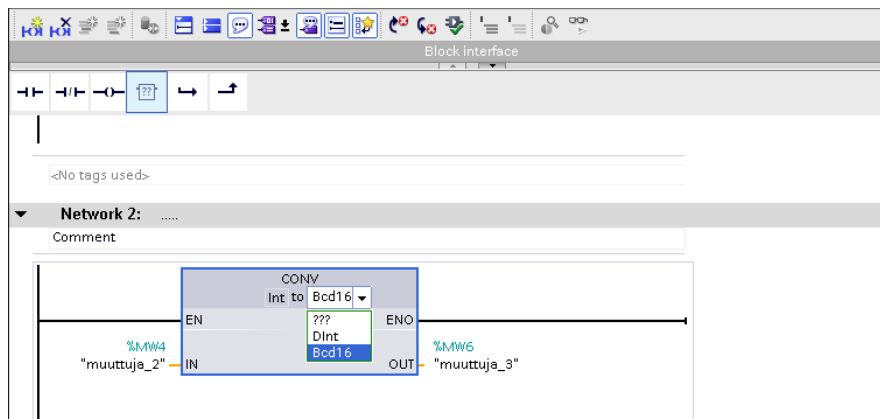 Block interface
??
<No tags used>
Network 2: .....
Comment
CONV
Int to Bcd16
EN ??? ENO
DInt
%MW4 Bcd16 %MW6
"muuttuja_2" IN OUT "muuttuja_3"